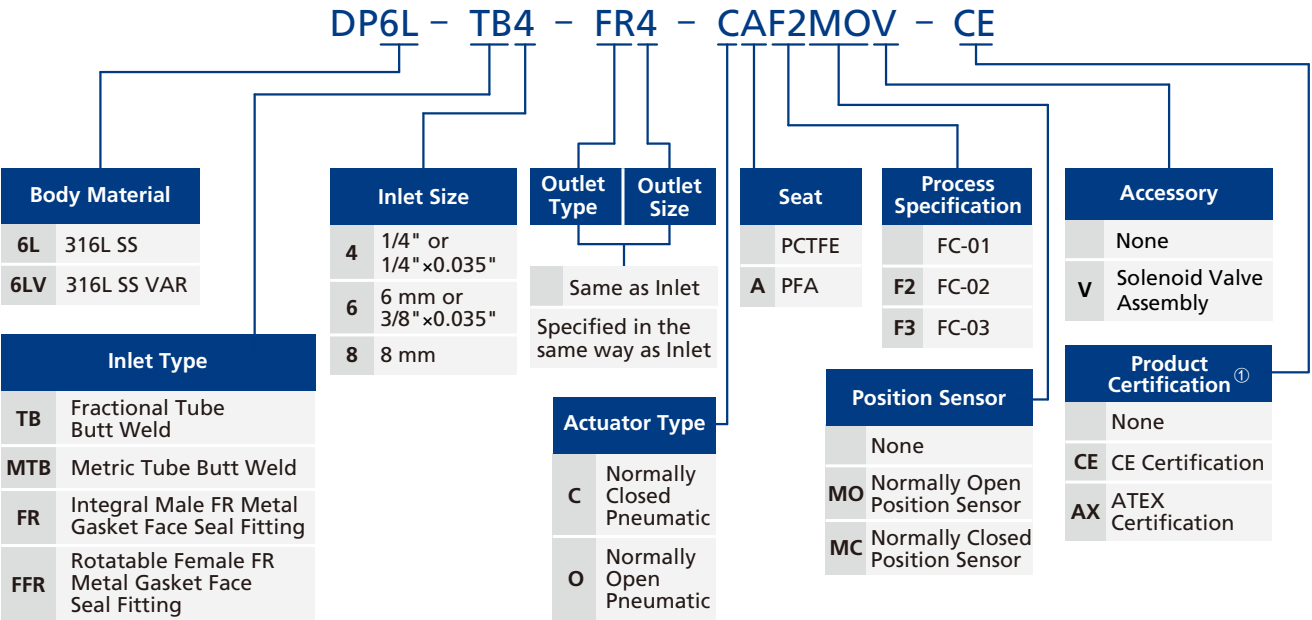 DP6L – TB4 – FR4 – CAF2MOV – CE
Body Material
6L 316L SS
6LV 316L SS VAR
Inlet Type
TB Fractional Tube
Butt Weld
MTB Metric Tube Butt Weld
FR Integral Male FR Metal
Gasket Face Seal Fitting
FFR Rotatable Female FR
Metal Gasket Face
Seal Fitting
Inlet Size
4 1/4" or
1/4"×0.035"
6 6 mm or
3/8"×0.035"
8 8 mm
Outlet
Type
Outlet
Size
Same as Inlet
Specified in the
same way as Inlet
Actuator Type
C Normally
Closed
Pneumatic
O Normally
Open
Pneumatic
Seat
PCTFE
A PFA
Process
Specification
FC-01
F2 FC-02
F3 FC-03
Position Sensor
None
MO Normally Open
Position Sensor
MC Normally Closed
Position Sensor
Accessory
None
V Solenoid Valve
Assembly
Product
Certification ①
None
CE CE Certification
AX ATEX
Certification